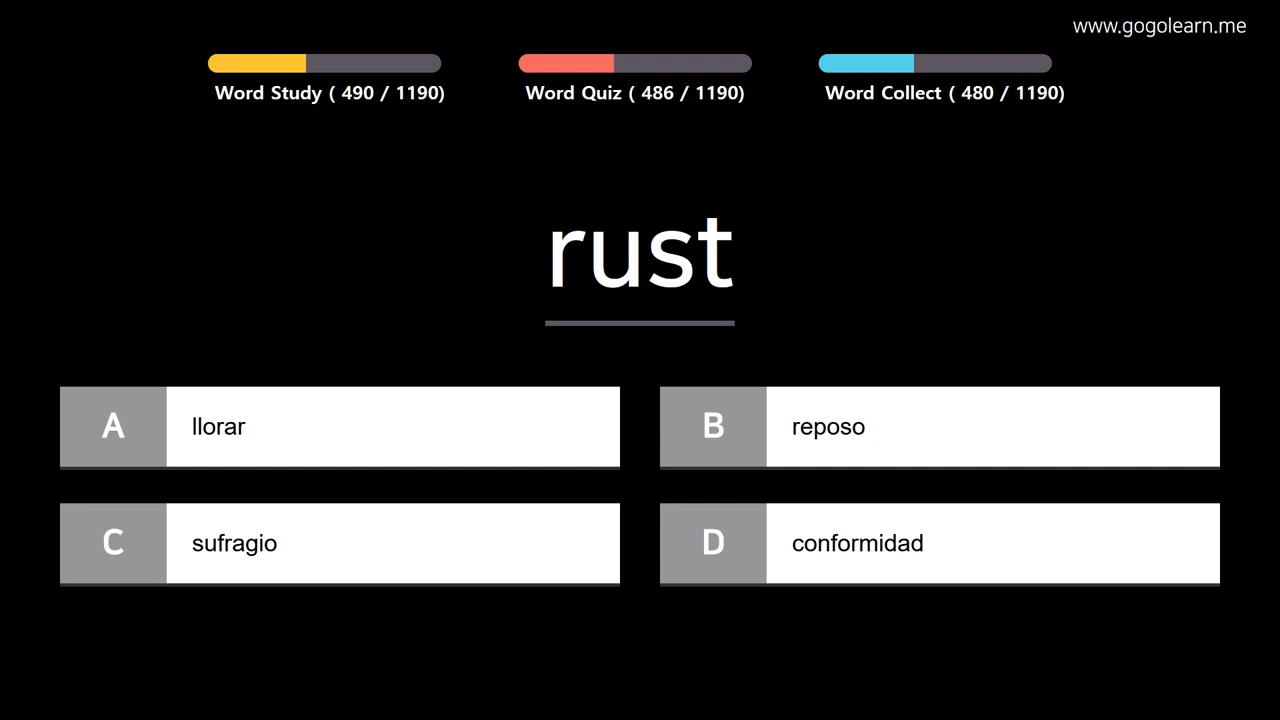 www.gogolearn.me
Word Study ( 490 / 1190)
Word Quiz ( 486 / 1190)
Word Collect ( 480 / 1190)
rust
A llorar
B reposo
C sufragio
D conformidad